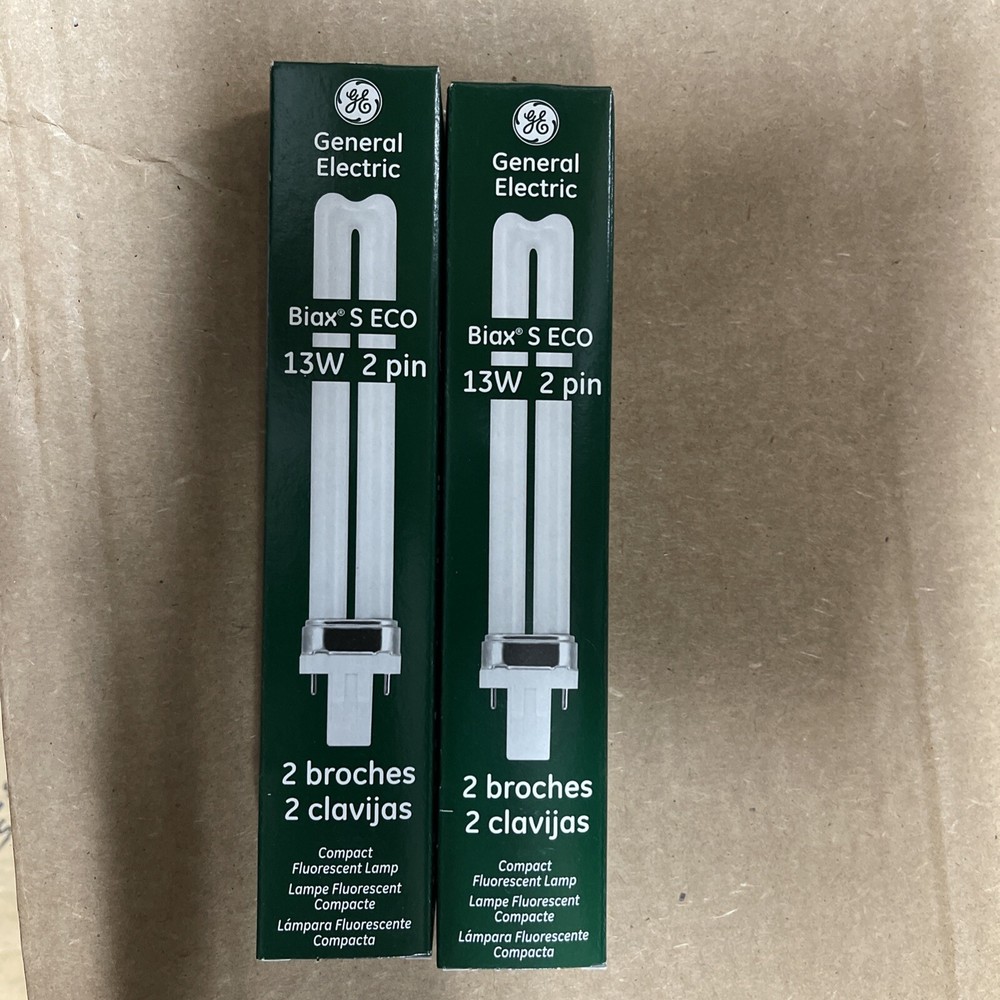 GE
General
Electric
Biax® S ECO
13W 2 pin
2 broches
2 clavijas
Compact
Fluorescent Lamp
Lampe Fluorescent
Compacte
Lámpara Fluorescente
Compacta
GE
General
Electric
Biax® S ECO
13W 2 pin
2 broches
2 clavijas
Compact
Fluorescent Lamp
Lampe Fluorescent
Compacte
Lámpara Fluorescente
Compacta